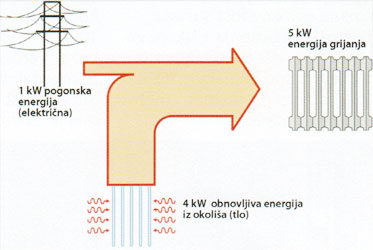 5 kW
energija grijanja
1 kW pogonska
energija
(električna)
4 kW obnovljiva energija
iz okoliša (tlo)